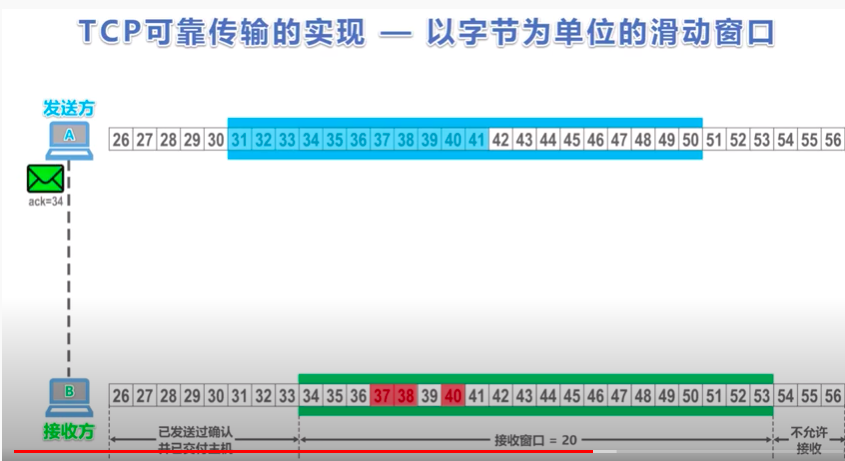 TCP可靠传输的实现 — 以字节为单位的滑动窗口
发送方
A
26 27 28 29 30 31 32 33 34 35 36 37 38 39 40 41 42 43 44 45 46 47 48 49 50 51 52 53 54 55 56
ack=34
B
26 27 28 29 30 31 32 33 34 35 36 37 38 39 40 41 42 43 44 45 46 47 48 49 50 51 52 53 54 55 56
接收方
已发送过确认
并已交付主机
接收窗口 = 20
不允许
接收